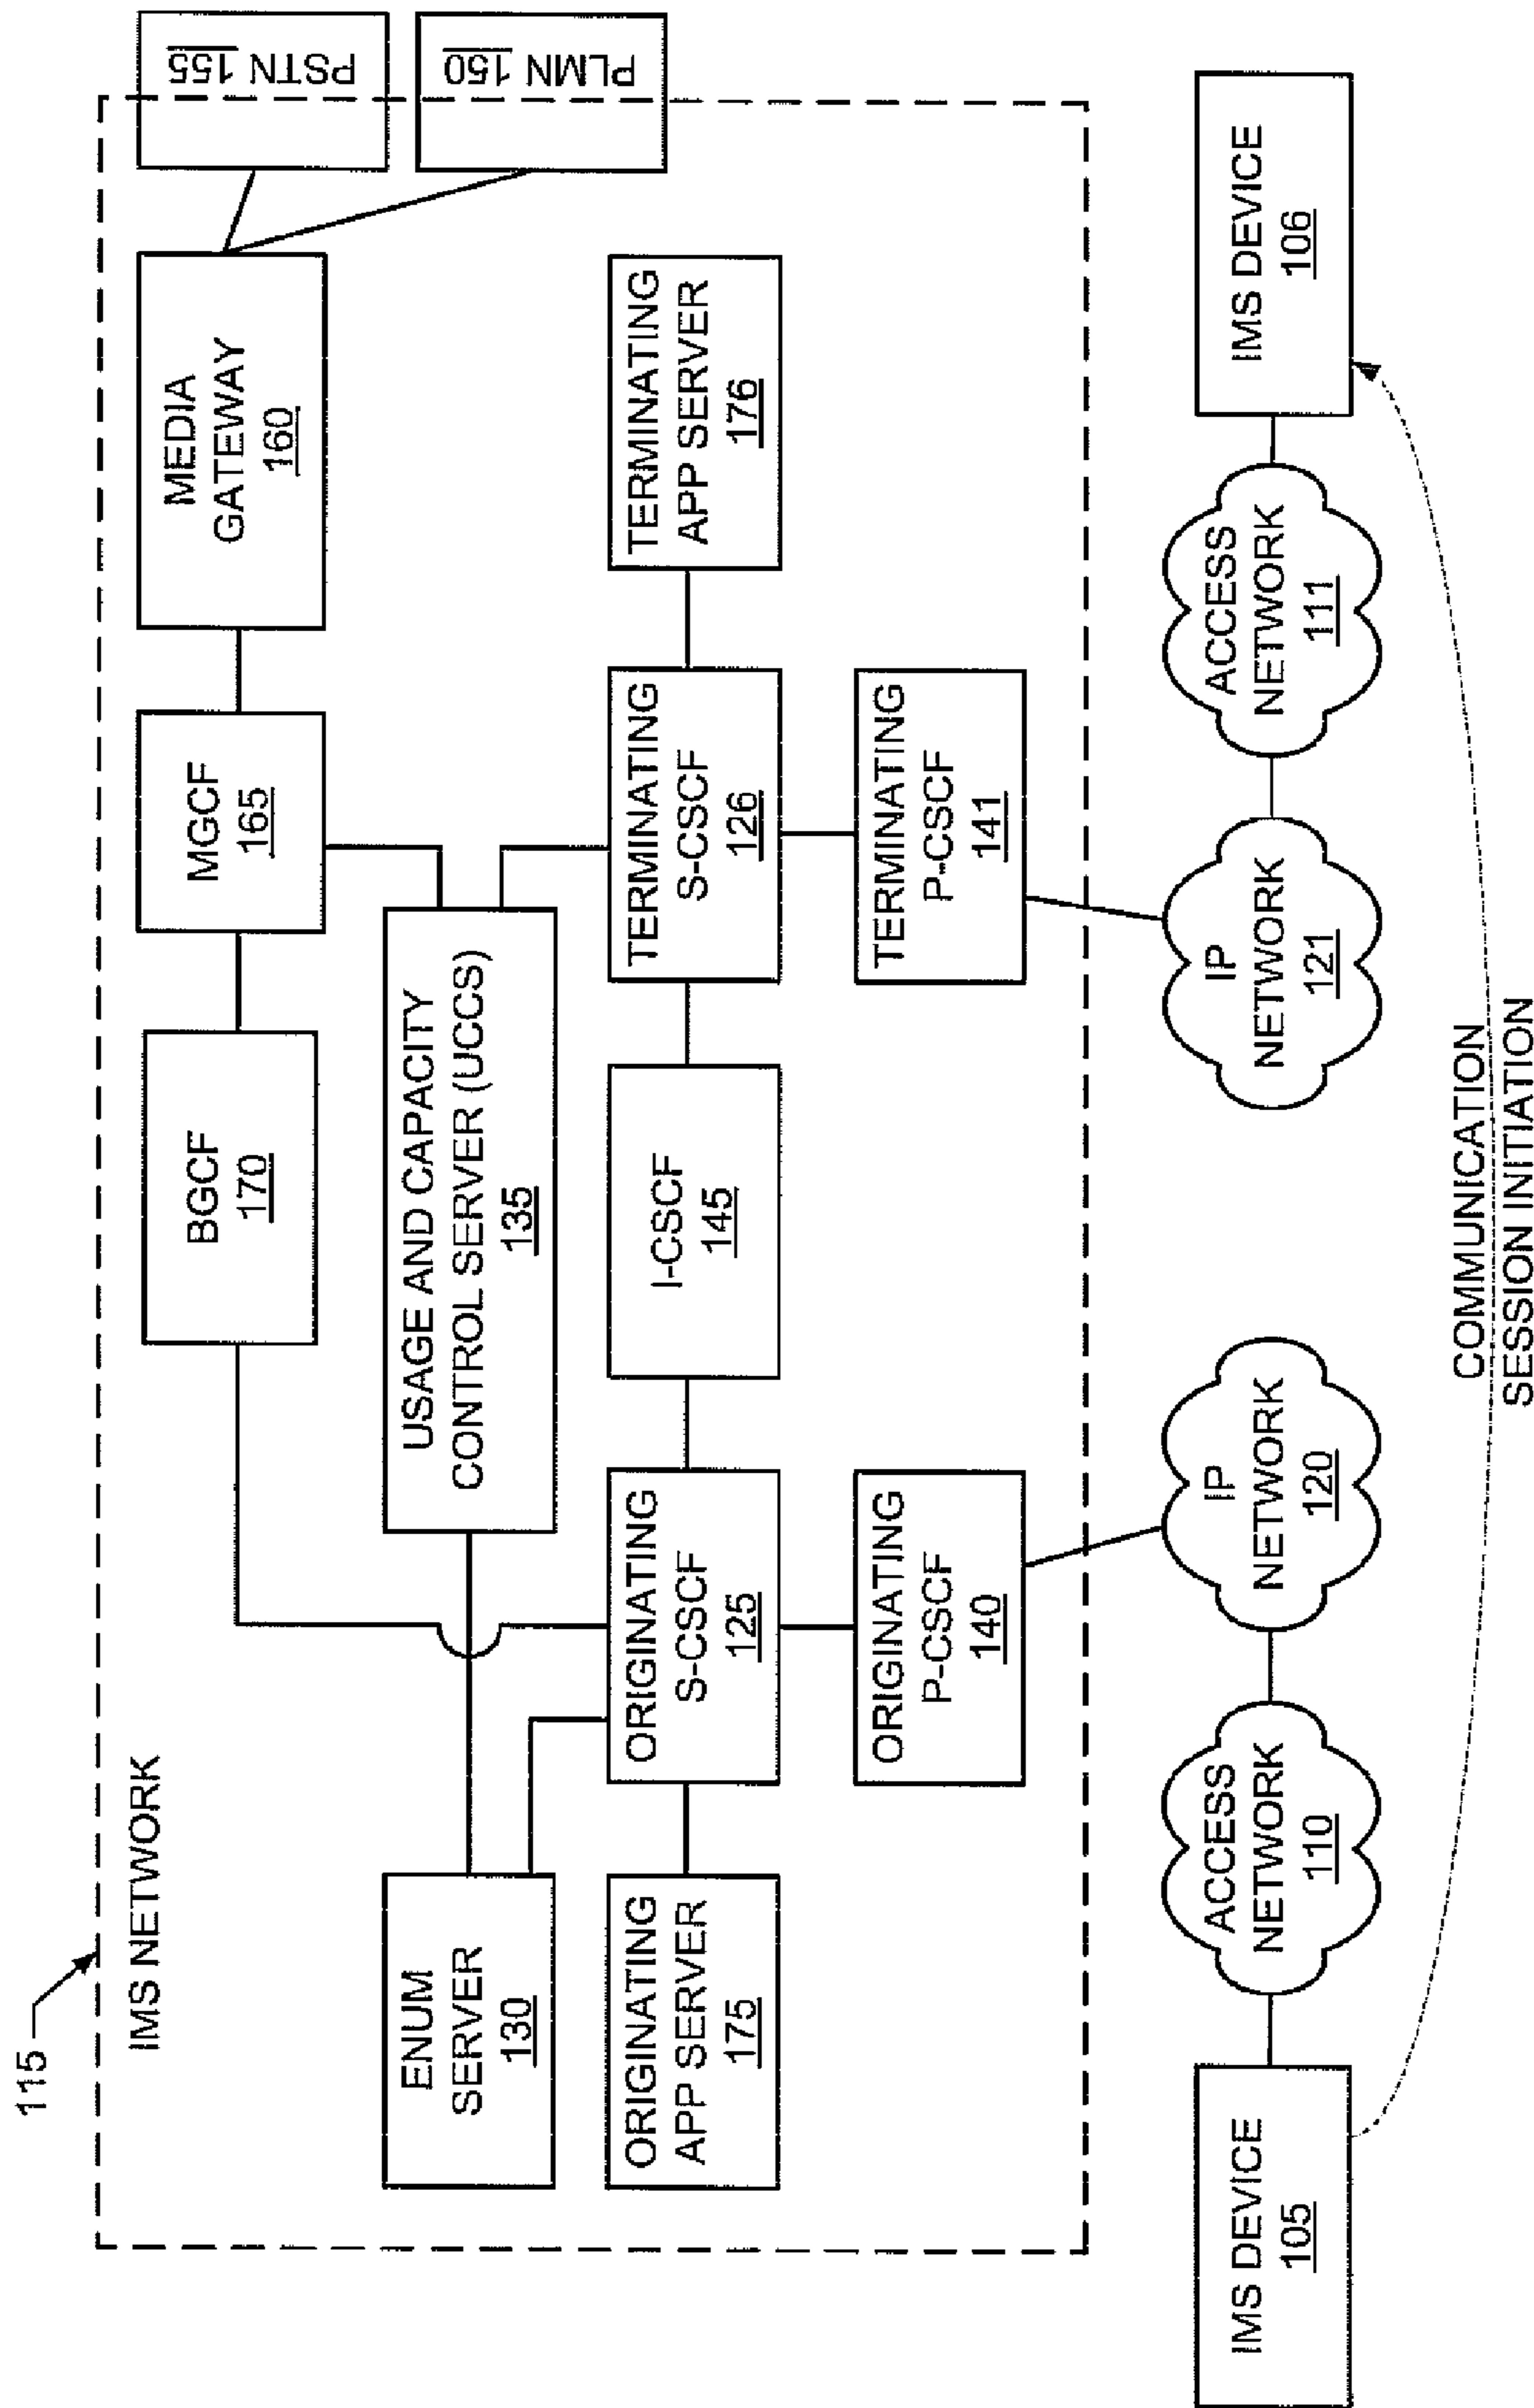 115
IMS NETWORK
BGCF
170
MGCF
165
MEDIA
GATEWAY
160
PSTN 155
PLMN 150
ENUM
SERVER
130
USAGE AND CAPACITY
CONTROL SERVER (UCCS)
135
ORIGINATING
APP SERVER
175
ORIGINATING
S-CSCF
125
I-CSCF
145
TERMINATING
S-CSCF
126
TERMINATING
APP SERVER
176
ORIGINATING
P-CSCF
140
TERMINATING
P-CSCF
141
IMS DEVICE
105
ACCESS
NETWORK
110
IP
NETWORK
120
IP
NETWORK
121
ACCESS
NETWORK
111
IMS DEVICE
106
COMMUNICATION
SESSION INITIATION